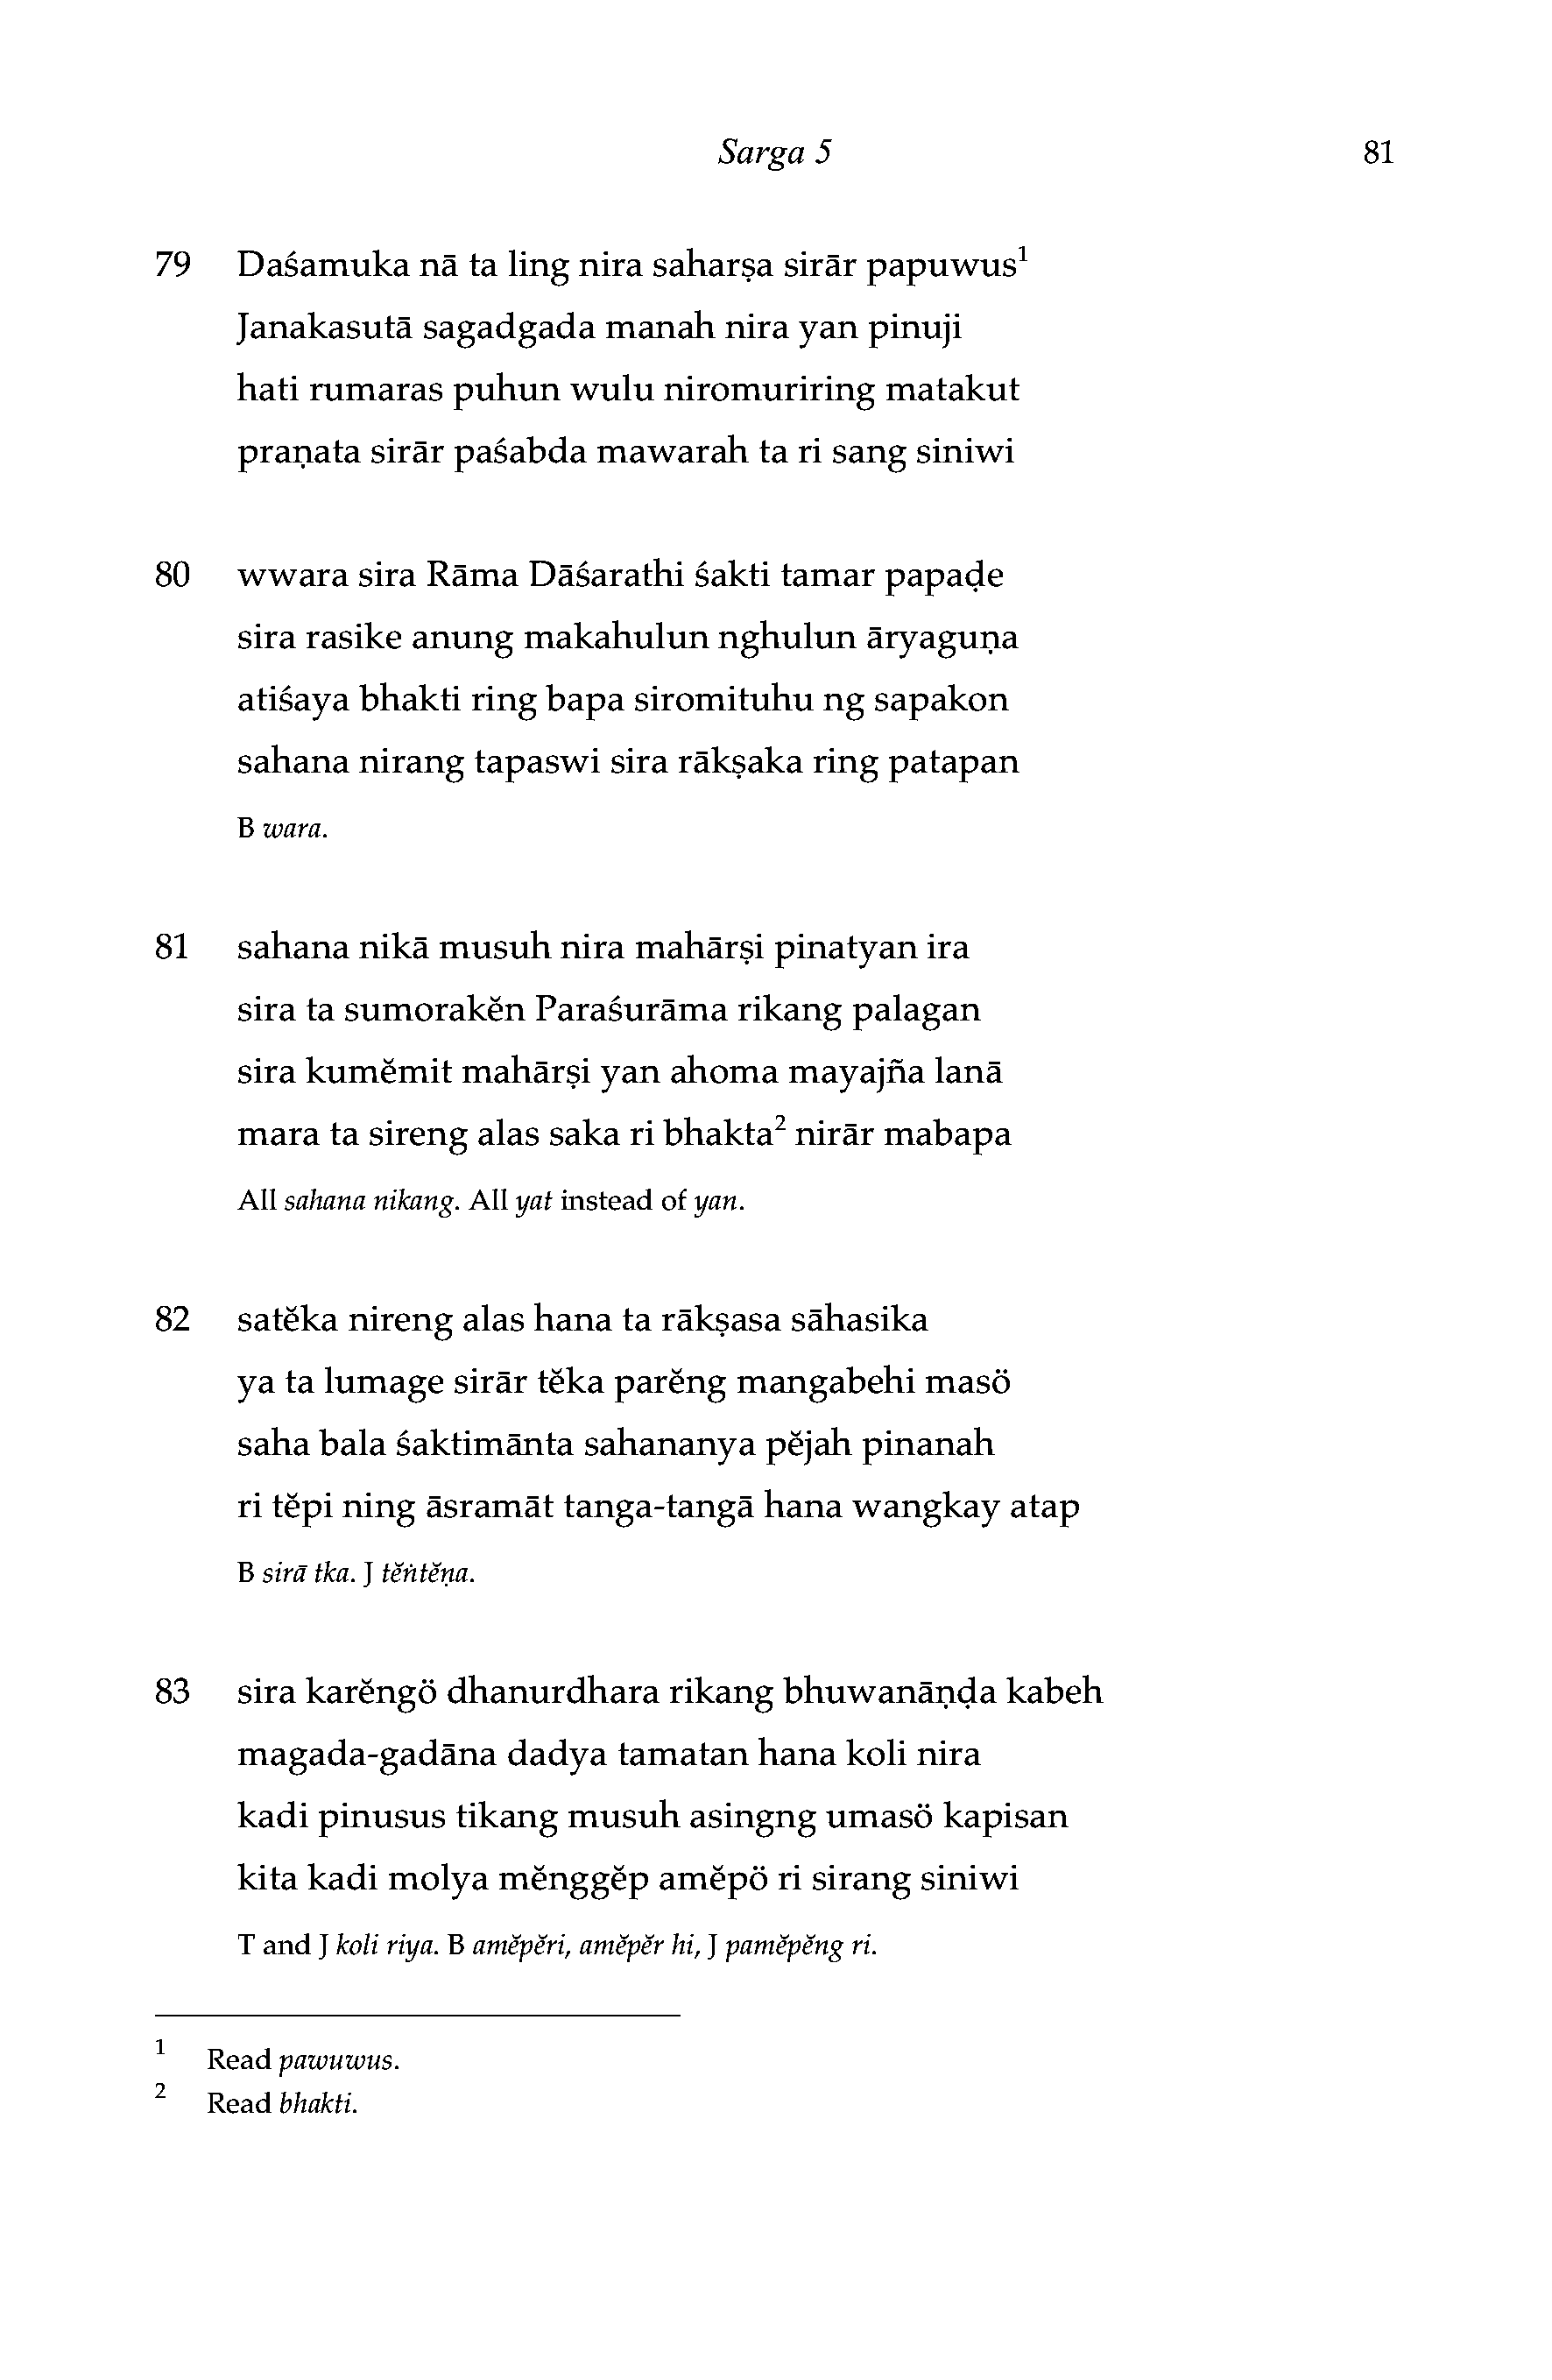 Sarga 5 81
79 Daśamuka nā ta ling nira saharṣa sirār papuwus¹
Janakasutā sagadgada manah nira yan pinuji
hati rumaras puhun wulu niromuriring matakut
praṇata sirār paśabda mawarah ta ri sang siniwi
80 wwara sira Rāma Dāśarathi śakti tamar papaḍe
sira rasike anung makahulun nghulun āryaguṇa
atiśaya bhakti ring bapa siromituhu ng sapakon
sahana nirang tapaswi sira rākṣaka ring patapan
B wara.
81 sahana nikā musuh nira mahārṣi pinatyan ira
sira ta sumorakĕn Paraśurāma rikang palagan
sira kumĕmit mahārṣi yan ahoma mayajña lanā
mara ta sireng alas saka ri bhakta² nirār mabapa
All sahana nikang. All yat instead of yan.
82 satĕka nireng alas hana ta rākṣasa sāhasika
ya ta lumage sirār tĕka parĕng mangabehi masö
saha bala śaktimānta sahananya pĕjah pinanah
ri tĕpi ning āsramāt tanga-tangā hana wangkay atap
B sirā tka. J tĕṅtĕṇa.
83 sira karĕngö dhanurdhara rikang bhuwanāṇḍa kabeh
magada-gadāna dadya tamatan hana koli nira
kadi pinusus tikang musuh asingng umasö kapisan
kita kadi molya mĕnggĕp amĕpö ri sirang siniwi
T and J koli riya. B amĕpĕri, amĕpĕr hi, J pamĕpĕng ri.
¹ Read pawuwus.
² Read bhakti.